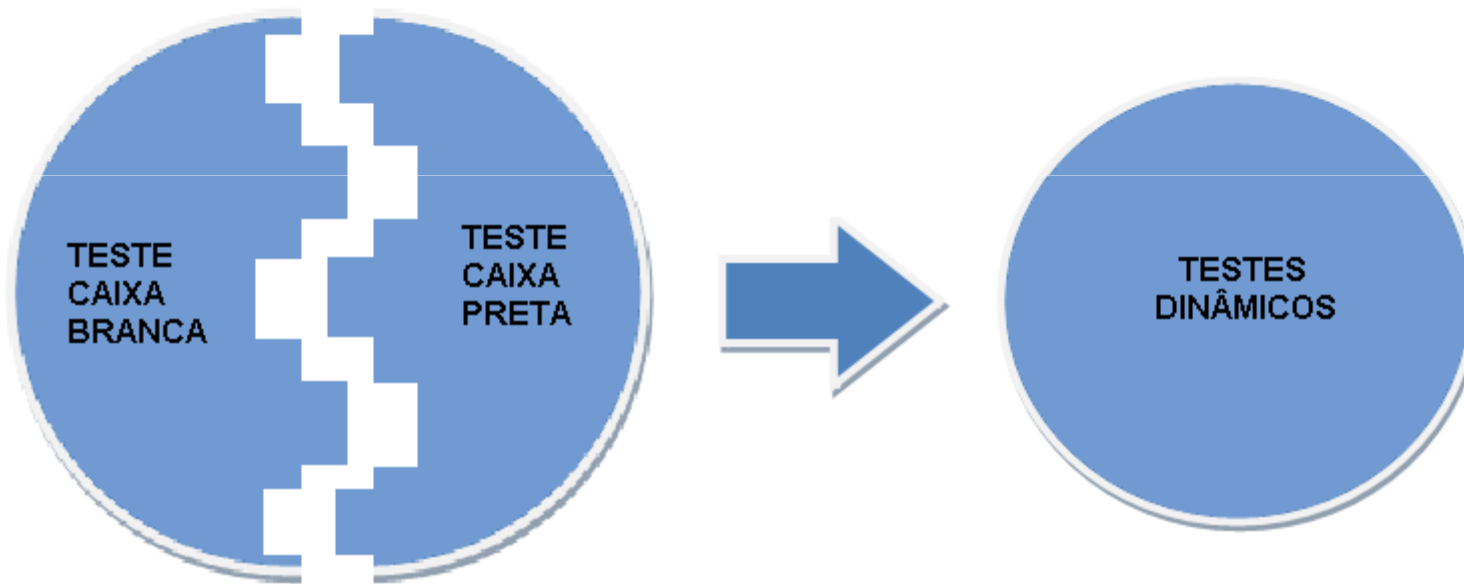 TESTE
CAIXA
BRANCA
TESTE
CAIXA
PRETA
TESTES
DINÂMICOS